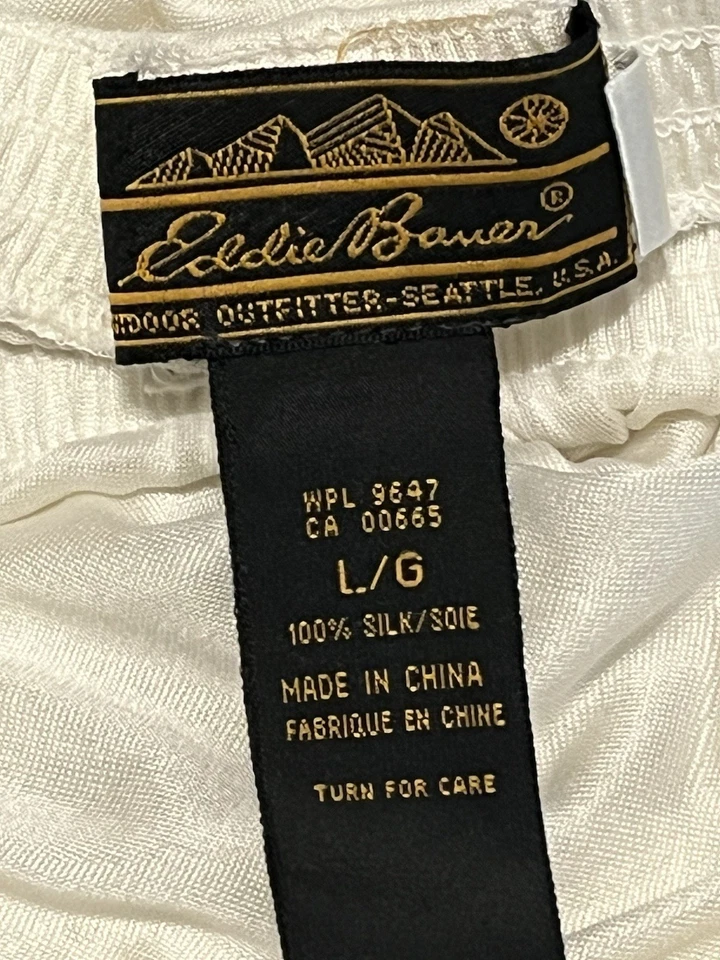 Eddie Bauer®
OUTFITTER-SEATTLE, U.S.A.
WPL 9647
CA 00665
L/G
100% SILK/SOIE
MADE IN CHINA
FABRIQUE EN CHINE
TURN FOR CARE